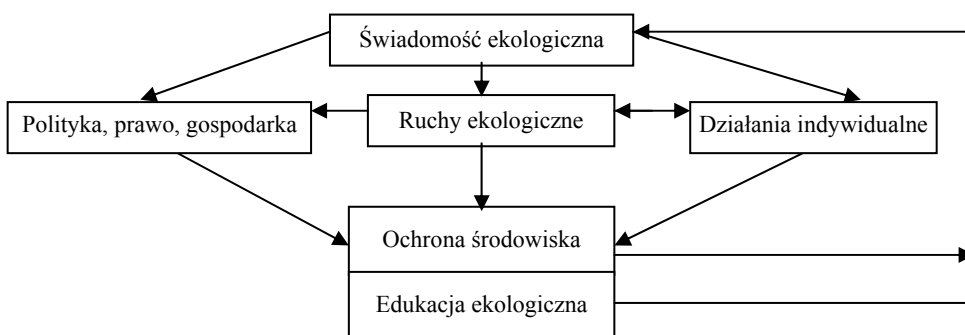 Świadomość ekologiczna
Polityka, prawo, gospodarka
Ruchy ekologiczne
Działania indywidualne
Ochrona środowiska
Edukacja ekologiczna